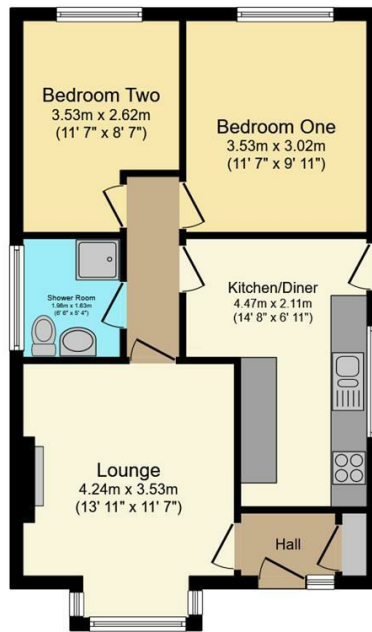 Bedroom Two
3.53m x 2.62m
(11' 7" x 8' 7")
Bedroom One
3.53m x 3.02m
(11' 7" x 9' 11")
Shower Room
1.98m x 1.63m
(6' 6" x 5' 4")
Kitchen/Diner
4.47m x 2.11m
(14' 8" x 6' 11")
Lounge
4.24m x 3.53m
(13' 11" x 11' 7")
Hall